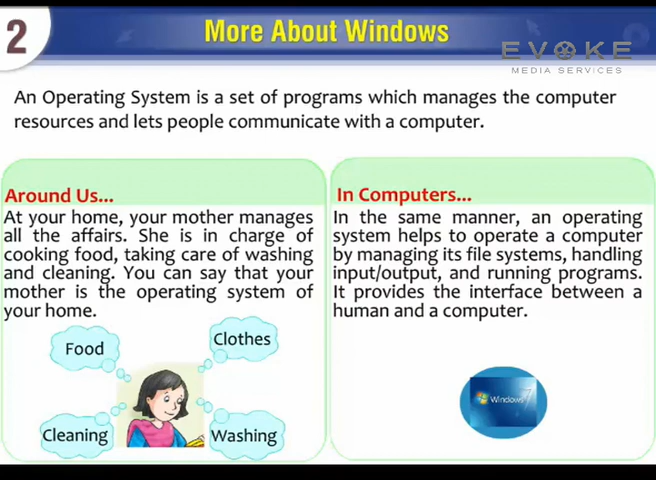 2
More About Windows
EVOKE
MEDIA SERVICES
An Operating System is a set of programs which manages the computer
resources and lets people communicate with a computer.
Around Us...
At your home, your mother manages
all the affairs. She is in charge of
cooking food, taking care of washing
and cleaning. You can say that your
mother is the operating system of
your home.
Food
Clothes
Cleaning
Washing
In Computers...
In the same manner, an operating
system helps to operate a computer
by managing its file systems, handling
input/output, and running programs.
It provides the interface between a
human and a computer.
Windows 7